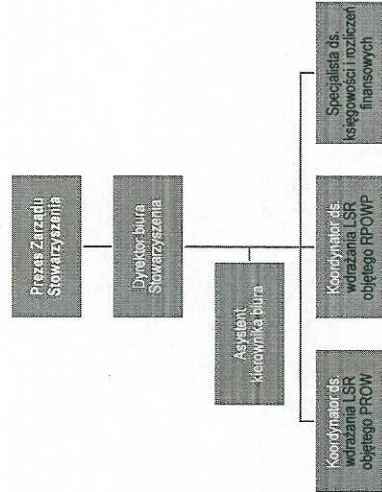 Prezes Zarządu
Stowarzyszenia
Dyrektor biura
Stowarzyszenia
Asystent
kierownika biura
Koordynator ds.
wdrażania LSR
objętego PROW
Koordynator ds.
wdrażania LSR
objętego RPOWP
Specjalista ds.
księgowości i rozliczeń
finansowych